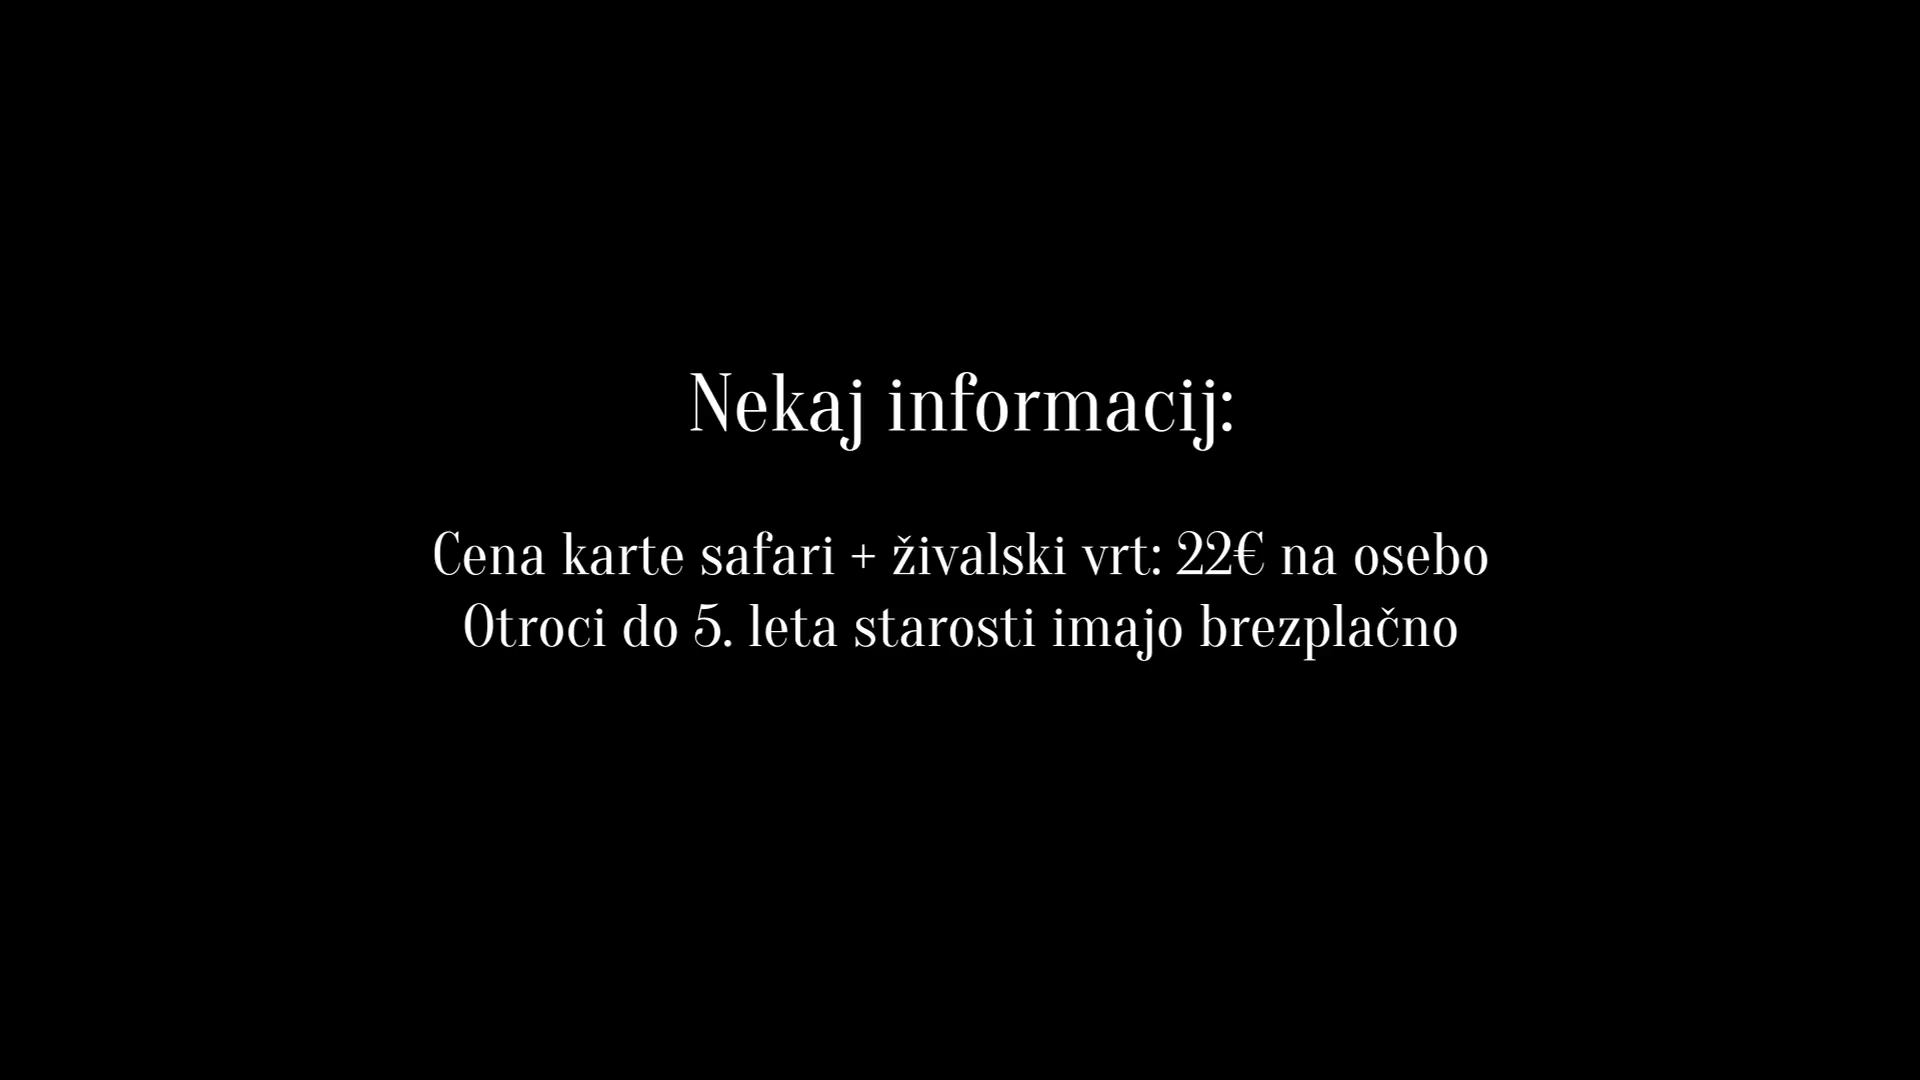 Nekaj informacij:
Cena karte safari + živalski vrt: 22€ na osebo
Otroci do 5. leta starosti imajo brezplačno